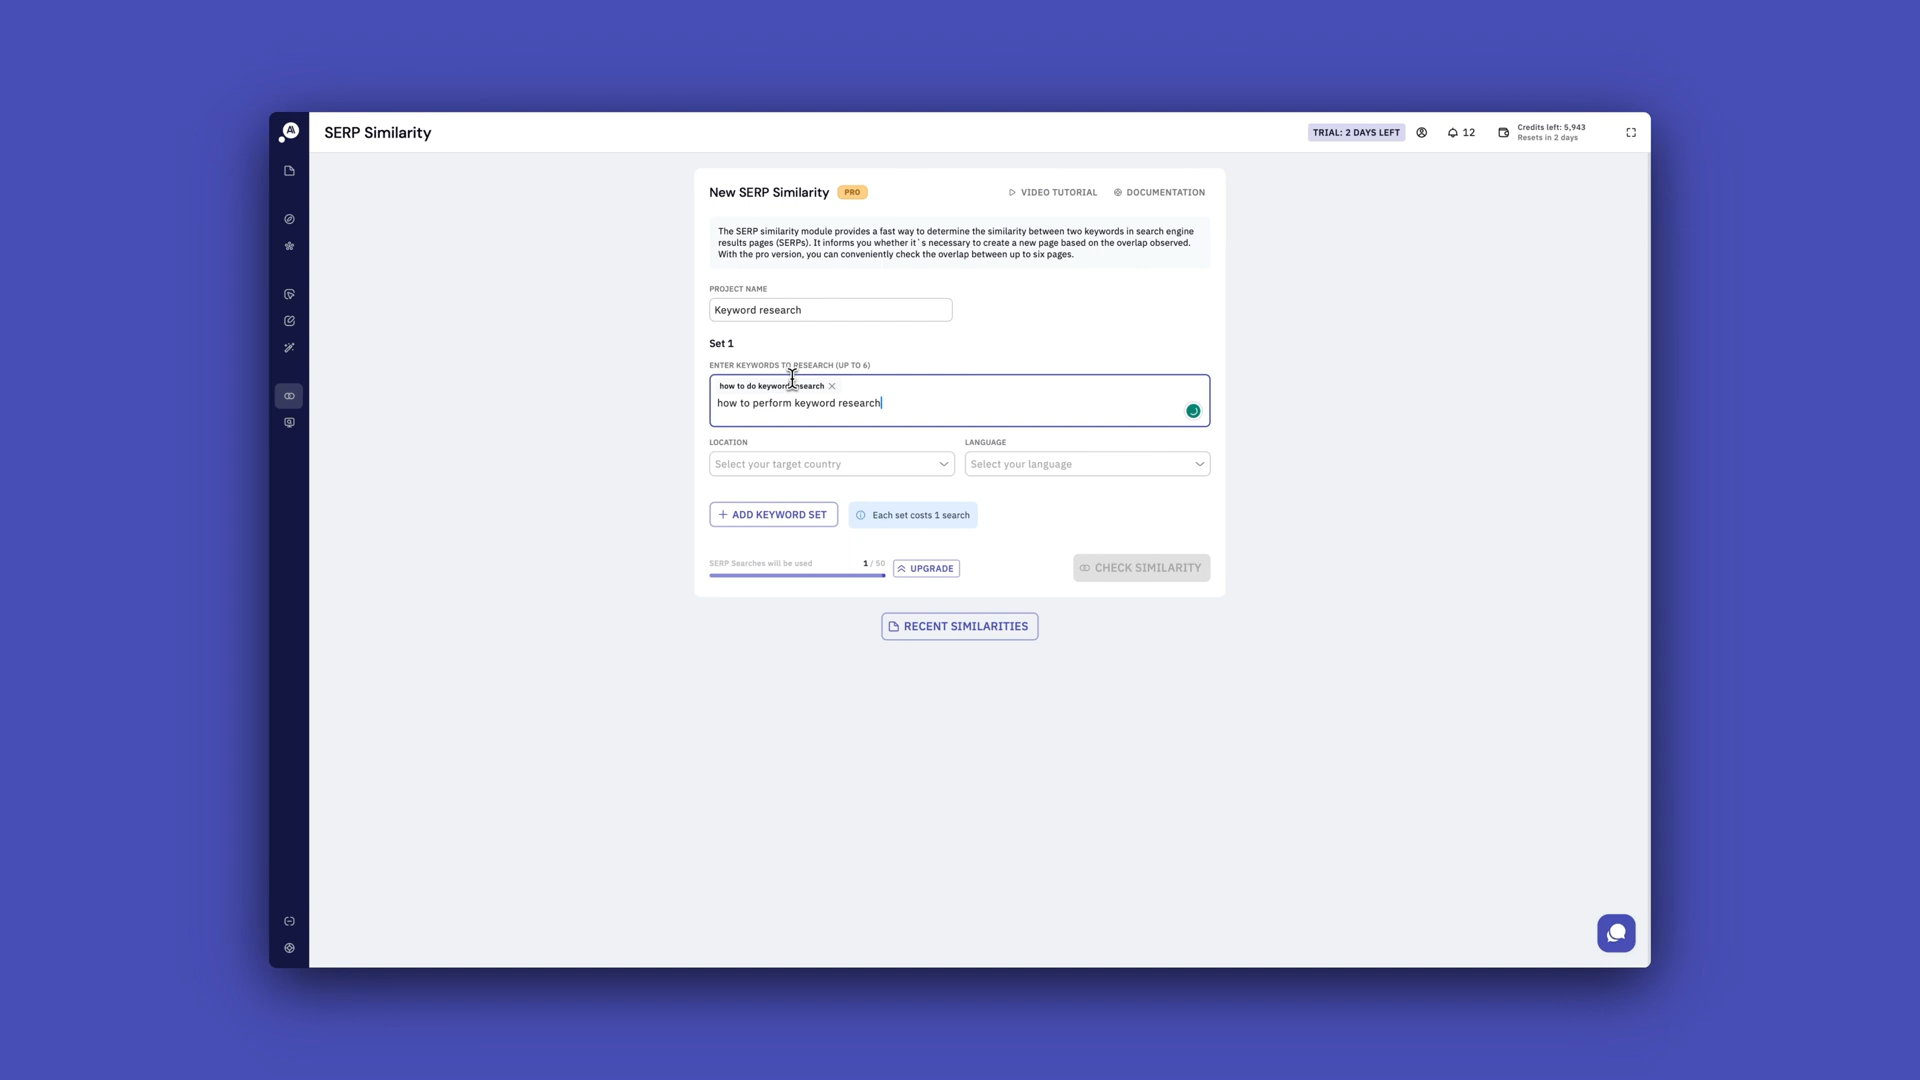 SERP Similarity
TRIAL: 2 DAYS LEFT
12
Credits left: 5,943
Resets in 2 days
New SERP Similarity
PRO
VIDEO TUTORIAL
DOCUMENTATION
The SERP similarity module provides a fast way to determine the similarity between two keywords in search engine
results pages (SERPs). It informs you whether it`s necessary to create a new page based on the overlap observed.
With the pro version, you can conveniently check the overlap between up to six pages.
PROJECT NAME
Keyword research
Set 1
ENTER KEYWORDS TO RESEARCH (UP TO 6)
how to do keyword research
how to perform keyword research
LOCATION
LANGUAGE
Select your target country
Select your language
ADD KEYWORD SET
Each set costs 1 search
SERP Searches will be used
1 / 50
UPGRADE
CHECK SIMILARITY
RECENT SIMILARITIES